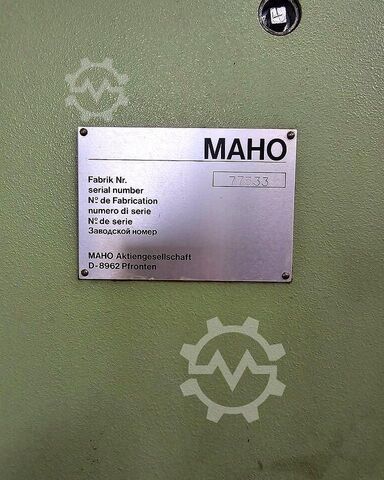 MAHO
Fabrik Nr. 77533
serial number
Nº de Fabrication
numero di serie
Nº de serie
Заводской номер
MAHO Aktiengesellschaft
D-8962 Pfronten